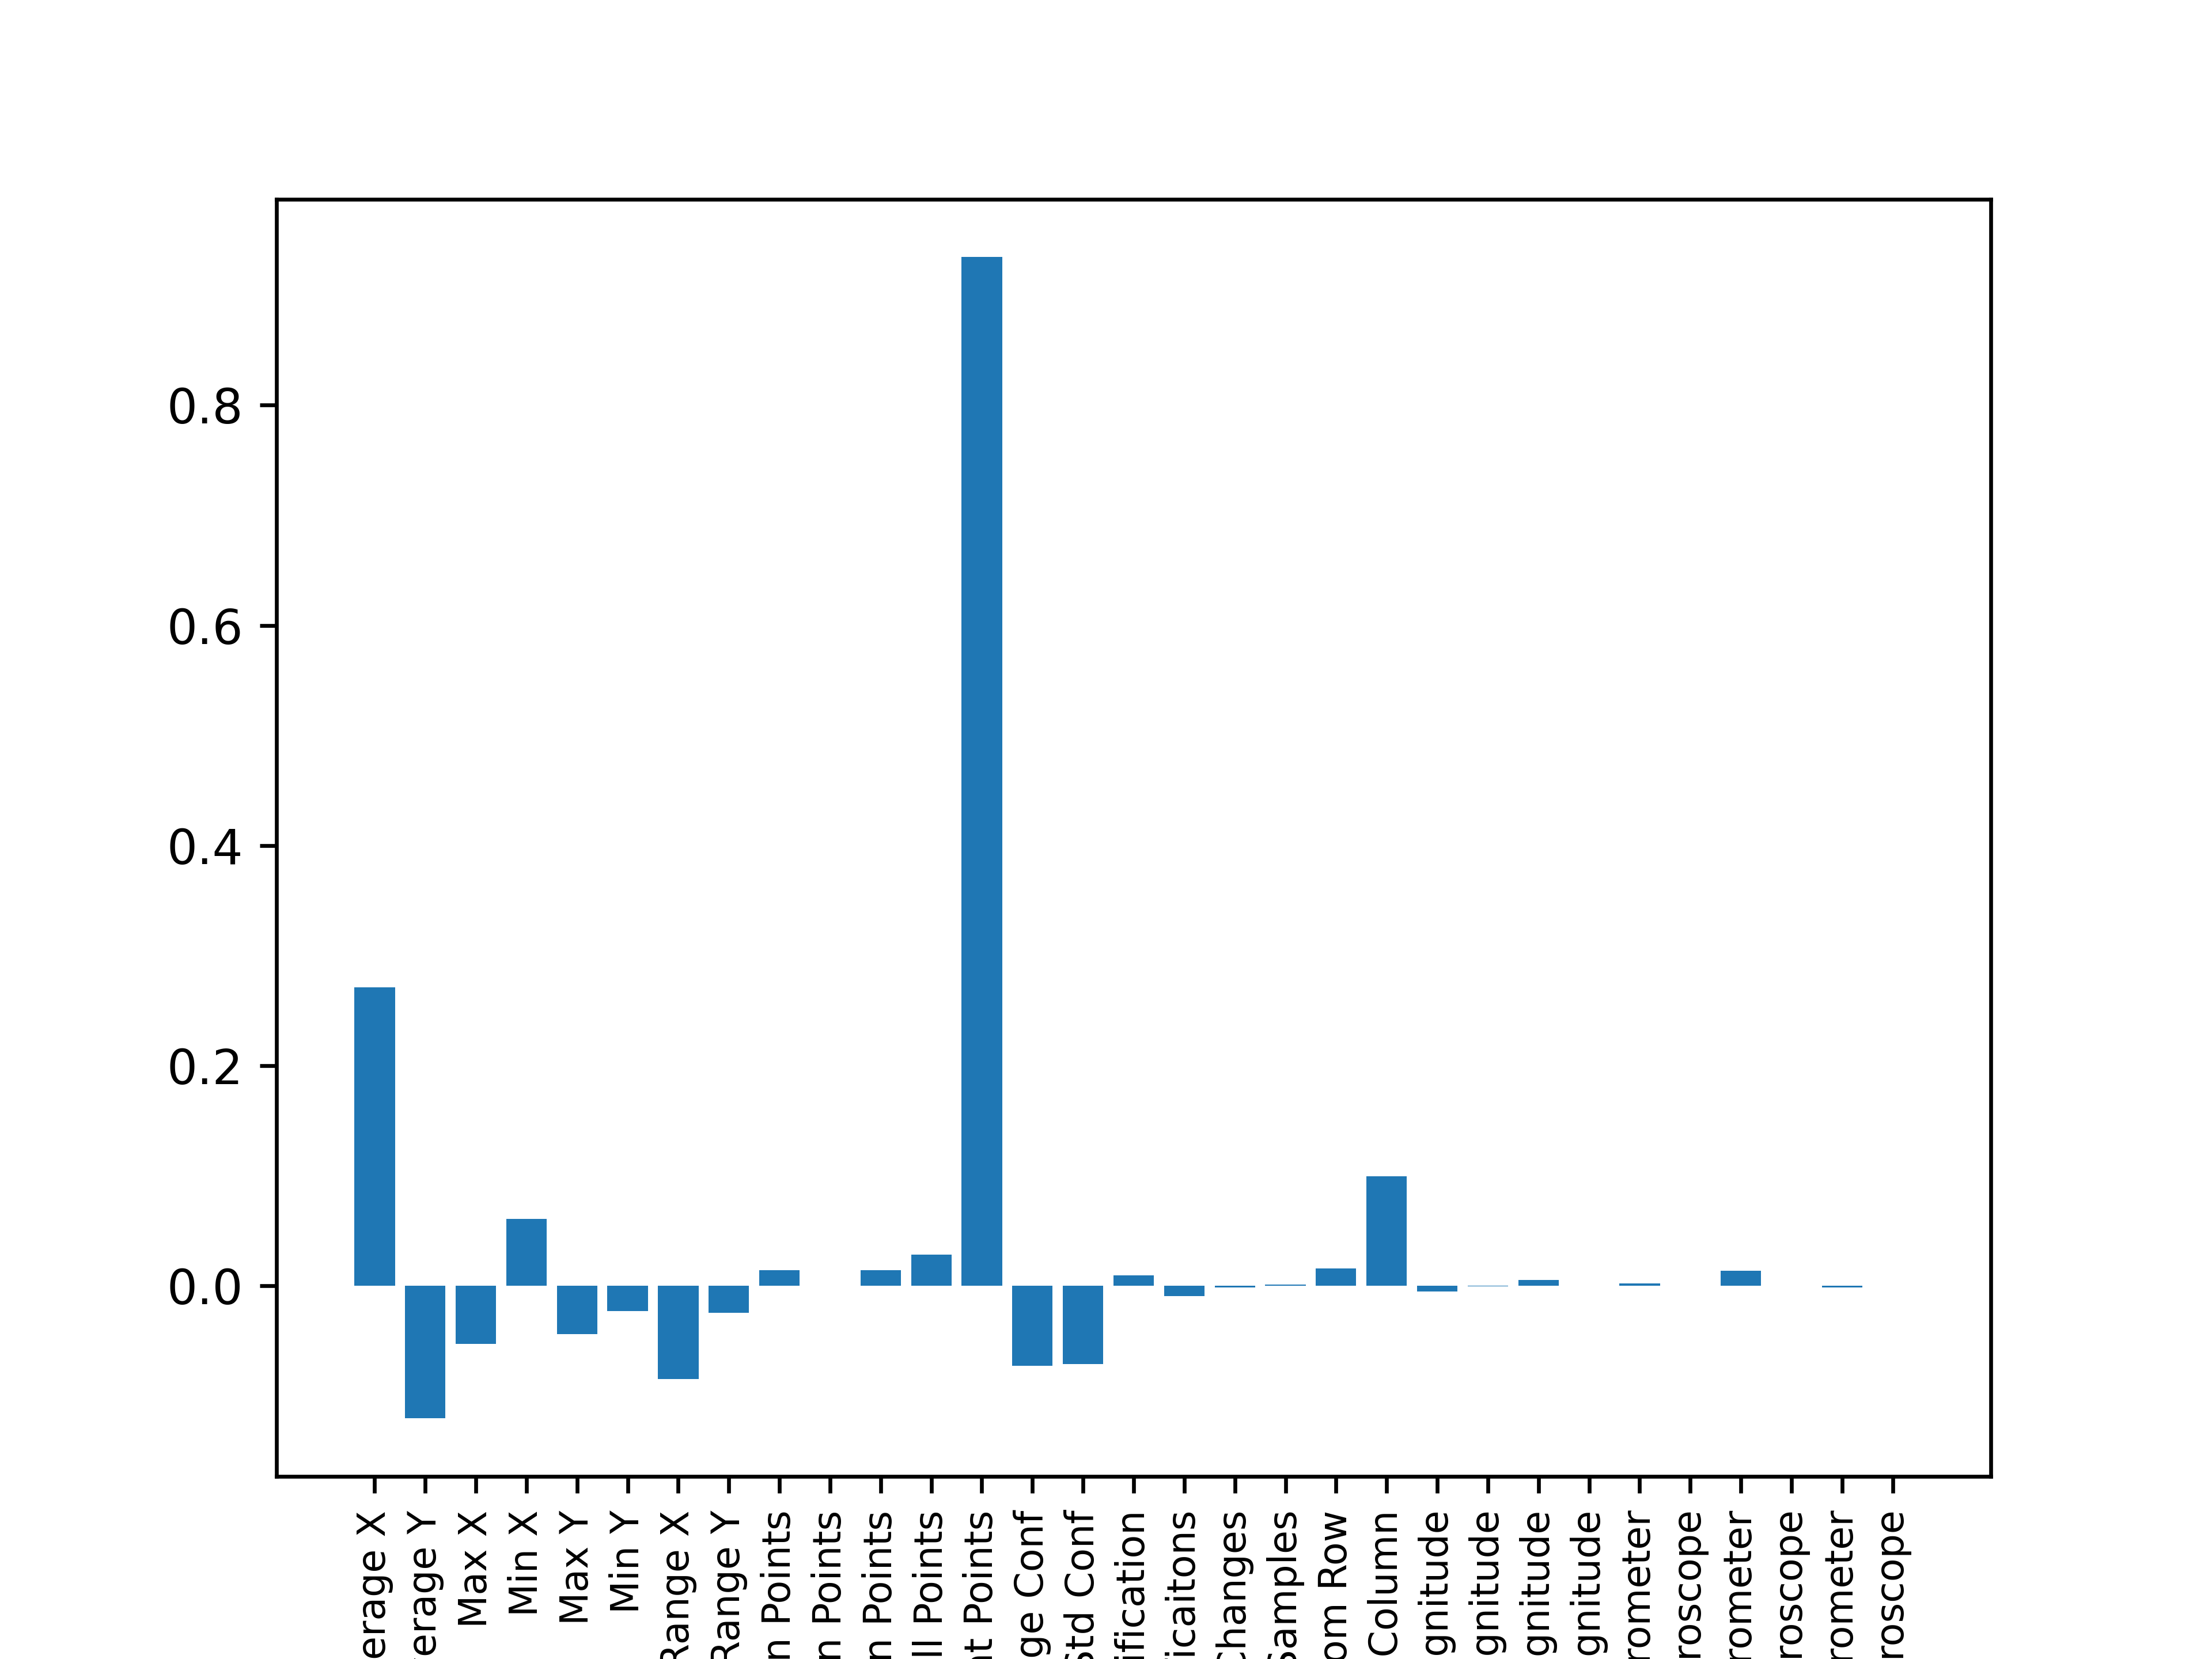 0.8
0.6
0.4
0.2
0.0
erage X
erage Y
Max X
Min X
Max Y
Min Y
Range X
Range Y
n Points
n Points
n Points
ll Points
nt Points
ge Conf
Std Conf
ification
ficaitons
Changes
Samples
om Row
Column
gnitude
gnitude
gnitude
gnitude
rometer
roscope
rometer
roscope
rometer
roscope